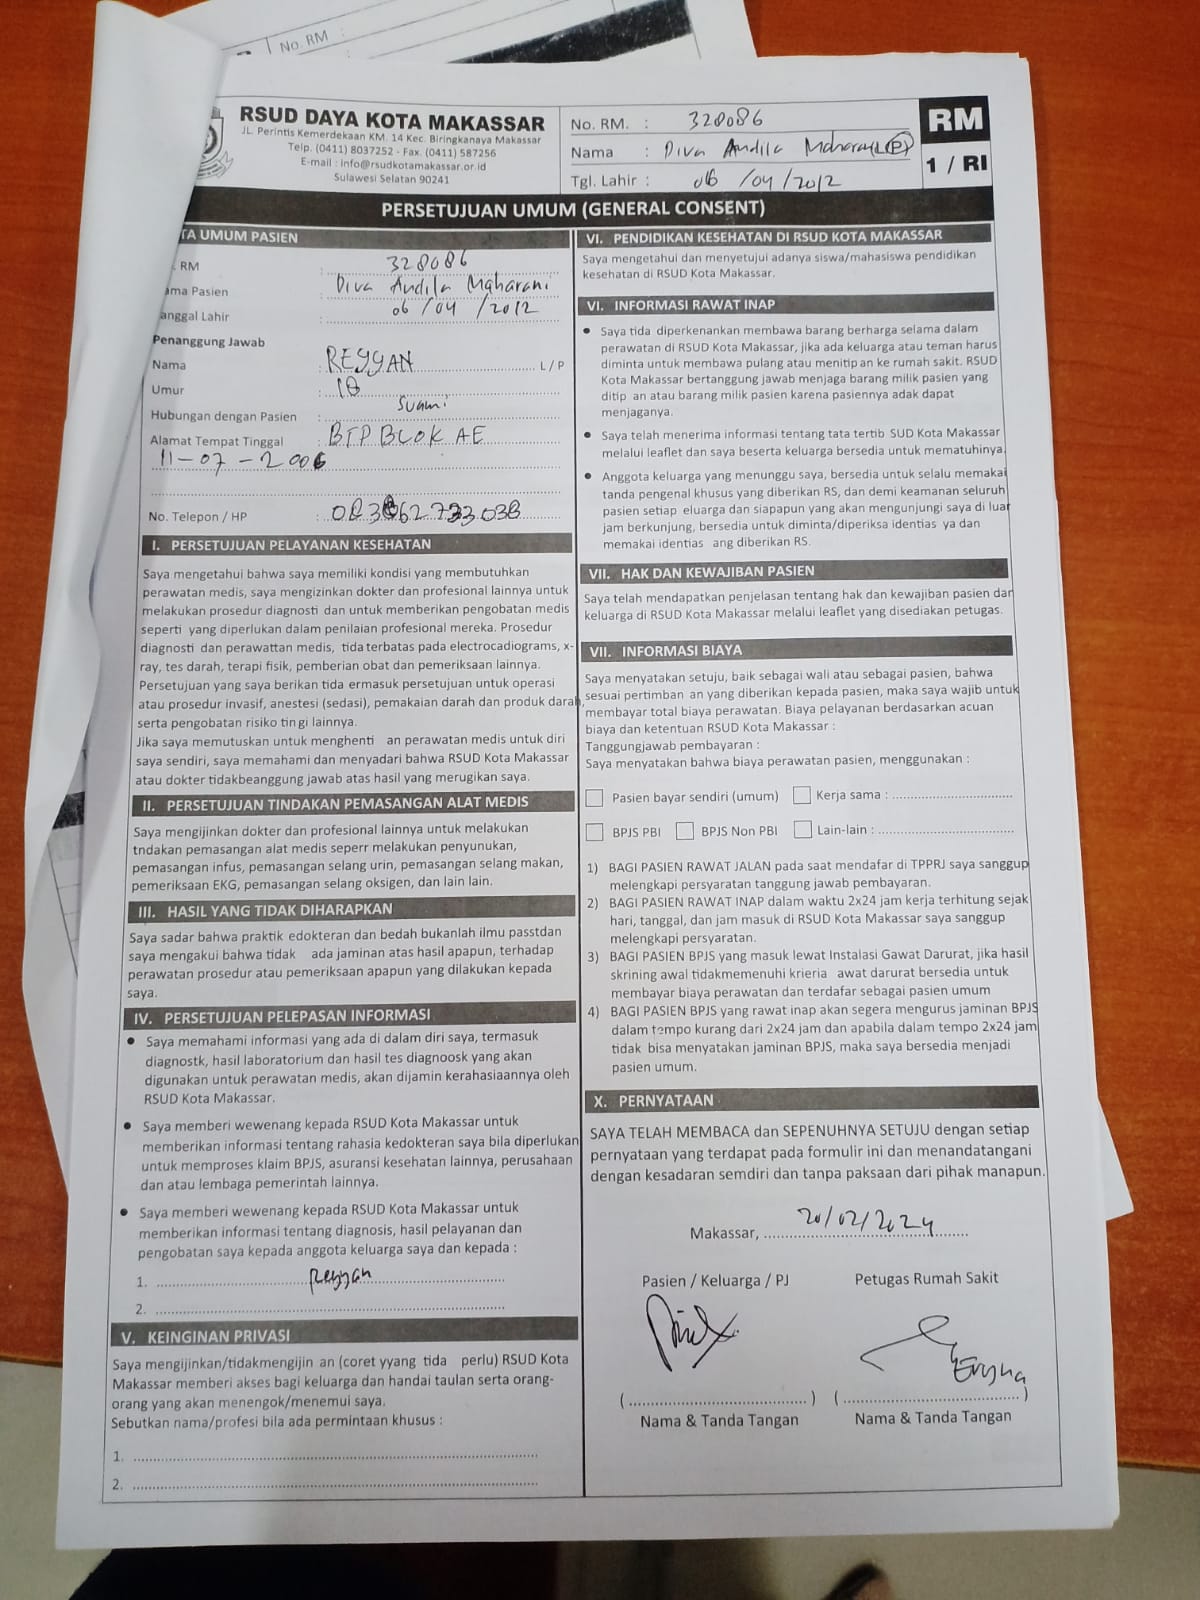 No. RM :
RSUD DAYA KOTA MAKASSAR
JL. Perintis Kemerdekaan KM. 14 Kec. Biringkanaya Makassar
Telp. (0411) 8037252 - Fax. (0411) 587256
E-mail : info@rsudkotamakassar.or.id
Sulawesi Selatan 90241
No. RM. : 328086
Nama : Diva Andila Maharani L P
Tgl. Lahir : 06 /04 /2012
RM
1 / RI
PERSETUJUAN UMUM (GENERAL CONSENT)
TA UMUM PASIEN
. RM : 328086
ama Pasien : Diva Andila Maharani
anggal Lahir : 06 /04 /2012
Penanggung Jawab
Nama : REYYAN L / P
Umur : 18
Hubungan dengan Pasien : Suami
Alamat Tempat Tinggal : BTP BLOK AE
11-07-2006
No. Telepon / HP :
I. PERSETUJUAN PELAYANAN KESEHATAN
Saya mengetahui bahwa saya memiliki kondisi yang membutuhkan
perawatan medis, saya mengizinkan dokter dan profesional lainnya untuk
melakukan prosedur diagnosti dan untuk memberikan pengobatan medis
seperti yang diperlukan dalam penilaian profesional mereka. Prosedur
diagnosti dan perawattan medis, tida terbatas pada electrocadiograms, x-
ray, tes darah, terapi fisik, pemberian obat dan pemeriksaan lainnya.
Persetujuan yang saya berikan tida ermasuk persetujuan untuk operasi
atau prosedur invasif, anestesi (sedasi), pemakaian darah dan produk darah,
serta pengobatan risiko tin gi lainnya.
Jika saya memutuskan untuk menghenti an perawatan medis untuk diri
saya sendiri, saya memahami dan menyadari bahwa RSUD Kota Makassar
atau dokter tidakbeanggung jawab atas hasil yang merugikan saya.
II. PERSETUJUAN TINDAKAN PEMASANGAN ALAT MEDIS
Saya mengijinkan dokter dan profesional lainnya untuk melakukan
tndakan pemasangan alat medis seperr melakukan penyunukan,
pemasangan infus, pemasangan selang urin, pemasangan selang makan,
pemeriksaan EKG, pemasangan selang oksigen, dan lain lain.
III. HASIL YANG TIDAK DIHARAPKAN
Saya sadar bahwa praktik edokteran dan bedah bukanlah ilmu passtdan
saya mengakui bahwa tidak ada jaminan atas hasil apapun, terhadap
perawatan prosedur atau pemeriksaan apapun yang dilakukan kepada
saya.
IV. PERSETUJUAN PELEPASAN INFORMASI
• Saya memahami informasi yang ada di dalam diri saya, termasuk
diagnostk, hasil laboratorium dan hasil tes diagnoosk yang akan
digunakan untuk perawatan medis, akan dijamin kerahasiaannya oleh
RSUD Kota Makassar.
• Saya memberi wewenang kepada RSUD Kota Makassar untuk
memberikan informasi tentang rahasia kedokteran saya bila diperlukan
untuk memproses klaim BPJS, asuransi kesehatan lainnya, perusahaan
dan atau lembaga pemerintah lainnya.
• Saya memberi wewenang kepada RSUD Kota Makassar untuk
memberikan informasi tentang diagnosis, hasil pelayanan dan
pengobatan saya kepada anggota keluarga saya dan kepada :
1. Reyyan
2.
V. KEINGINAN PRIVASI
Saya mengijinkan/tidakmengijin an (coret yyang tida perlu) RSUD Kota
Makassar memberi akses bagi keluarga dan handai taulan serta orang-
orang yang akan menengok/menemui saya.
Sebutkan nama/profesi bila ada permintaan khusus :
1.
2.
VI. PENDIDIKAN KESEHATAN DI RSUD KOTA MAKASSAR
Saya mengetahui dan menyetujui adanya siswa/mahasiswa pendidikan
kesehatan di RSUD Kota Makassar.
VI. INFORMASI RAWAT INAP
• Saya tida diperkenankan membawa barang berharga selama dalam
perawatan di RSUD Kota Makassar, jika ada keluarga atau teman harus
diminta untuk membawa pulang atau menitip an ke rumah sakit. RSUD
Kota Makassar bertanggung jawab menjaga barang milik pasien yang
ditip an atau barang milik pasien karena pasiennya adak dapat
menjaganya.
• Saya telah menerima informasi tentang tata tertib SUD Kota Makassar
melalui leaflet dan saya beserta keluarga bersedia untuk mematuhinya.
• Anggota keluarga yang menunggu saya, bersedia untuk selalu memakai
tanda pengenal khusus yang diberikan RS, dan demi keamanan seluruh
pasien setiap eluarga dan siapapun yang akan mengunjungi saya di luar
jam berkunjung, bersedia untuk diminta/diperiksa identias ya dan
memakai identias ang diberikan RS.
VII. HAK DAN KEWAJIBAN PASIEN
Saya telah mendapatkan penjelasan tentang hak dan kewajiban pasien dan
keluarga di RSUD Kota Makassar melalui leaflet yang disediakan petugas.
VII. INFORMASI BIAYA
Saya menyatakan setuju, baik sebagai wali atau sebagai pasien, bahwa
sesuai pertimban an yang diberikan kepada pasien, maka saya wajib untuk
membayar total biaya perawatan. Biaya pelayanan berdasarkan acuan
biaya dan ketentuan RSUD Kota Makassar :
Tanggungjawab pembayaran :
Saya menyatakan bahwa biaya perawatan pasien, menggunakan :
Pasien bayar sendiri (umum) Kerja sama :
BPJS PBI BPJS Non PBI Lain-lain :
1) BAGI PASIEN RAWAT JALAN pada saat mendafar di TPPRJ saya sanggup
melengkapi persyaratan tanggung jawab pembayaran.
2) BAGI PASIEN RAWAT INAP dalam waktu 2x24 jam kerja terhitung sejak
hari, tanggal, dan jam masuk di RSUD Kota Makassar saya sanggup
melengkapi persyaratan.
3) BAGI PASIEN BPJS yang masuk lewat Instalasi Gawat Darurat, jika hasil
skrining awal tidakmemenuhi krieria awat darurat bersedia untuk
membayar biaya perawatan dan terdafar sebagai pasien umum
4) BAGI PASIEN BPJS yang rawat inap akan segera mengurus jaminan BPJS
dalam tempo kurang dari 2x24 jam dan apabila dalam tempo 2x24 jam
tidak bisa menyatakan jaminan BPJS, maka saya bersedia menjadi
pasien umum.
X. PERNYATAAN
SAYA TELAH MEMBACA dan SEPENUHNYA SETUJU dengan setiap
pernyataan yang terdapat pada formulir ini dan menandatangani
dengan kesadaran semdiri dan tanpa paksaan dari pihak manapun.
Makassar, 20/02/2024
Pasien / Keluarga / PJ Petugas Rumah Sakit
( ) ( )
Nama & Tanda Tangan Nama & Tanda Tangan